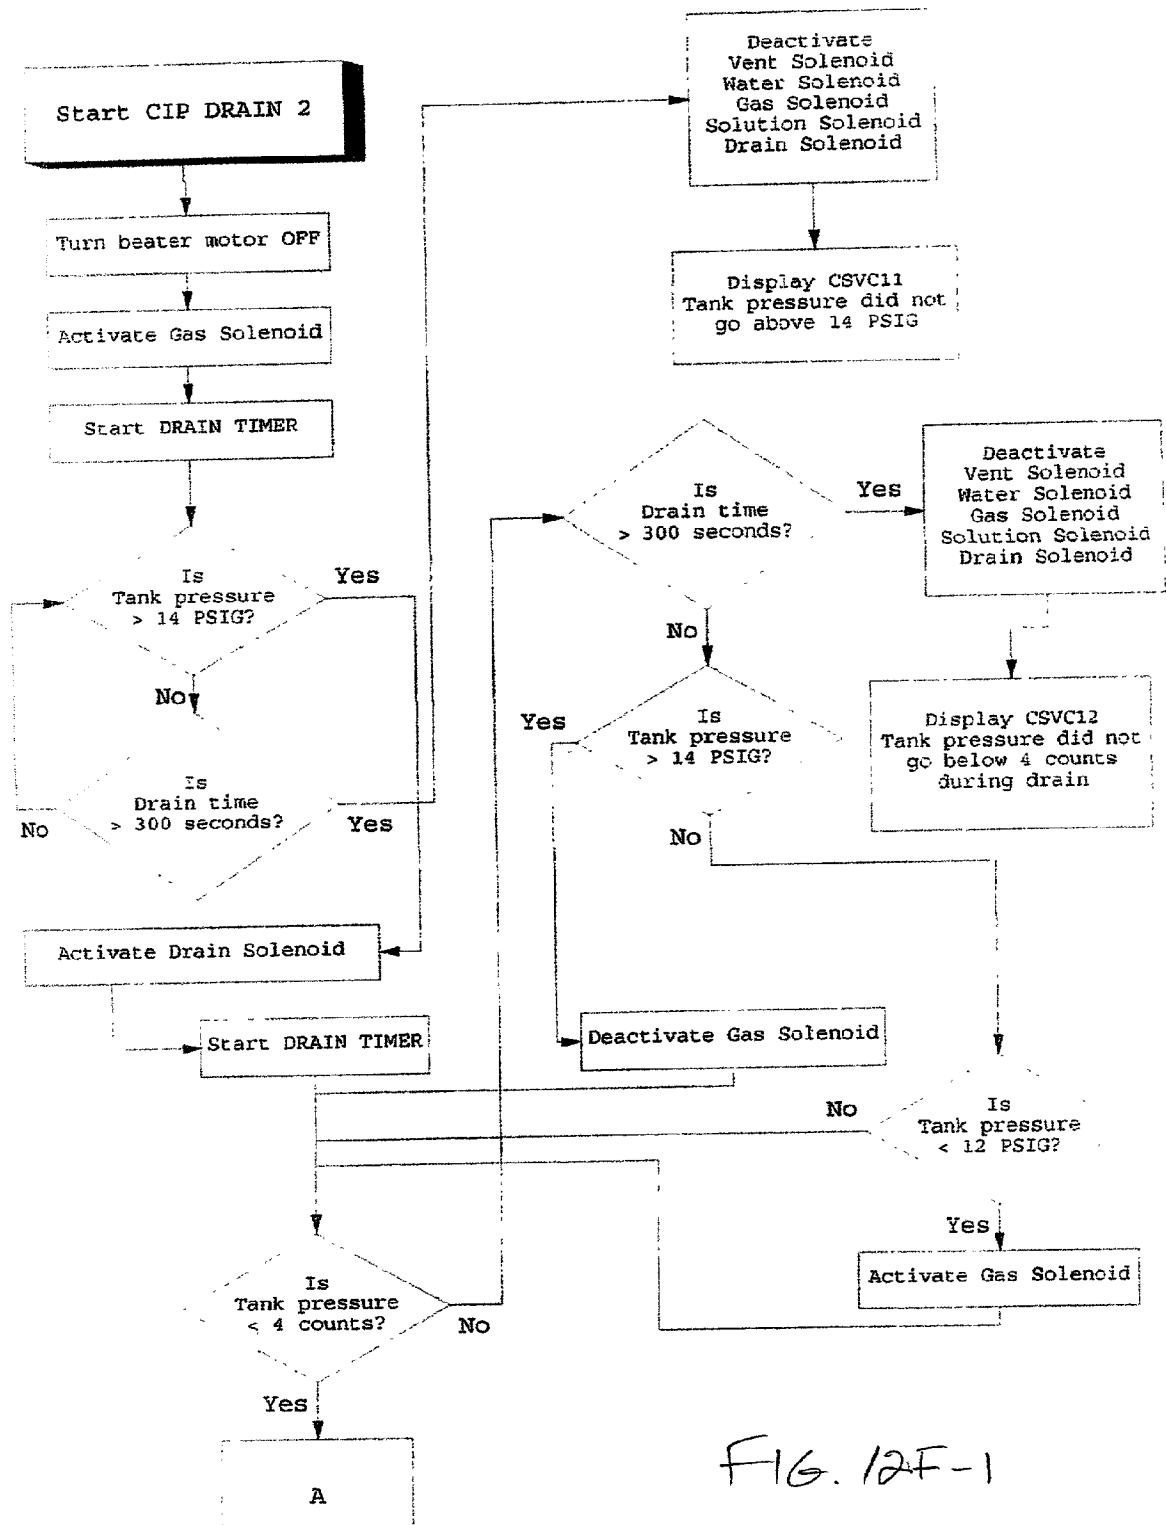 Start CIP DRAIN 2
Turn beater motor OFF
Activate Gas Solenoid
Start DRAIN TIMER
Is
Tank pressure
> 14 PSIG?
Yes
No
Is
Drain time
> 300 seconds?
No
Yes
Activate Drain Solenoid
Start DRAIN TIMER
Is
Tank pressure
< 4 counts?
No
Yes
A
Deactivate
Vent Solenoid
Water Solenoid
Gas Solenoid
Solution Solenoid
Drain Solenoid
Display CSVC11
Tank pressure did not
go above 14 PSIG
Is
Drain time
> 300 seconds?
Yes
No
Deactivate
Vent Solenoid
Water Solenoid
Gas Solenoid
Solution Solenoid
Drain Solenoid
Display CSVC12
Tank pressure did not
go below 4 counts
during drain
Is
Tank pressure
> 14 PSIG?
Yes
No
Deactivate Gas Solenoid
Is
Tank pressure
< 12 PSIG?
No
Yes
Activate Gas Solenoid
FIG. 12F-1